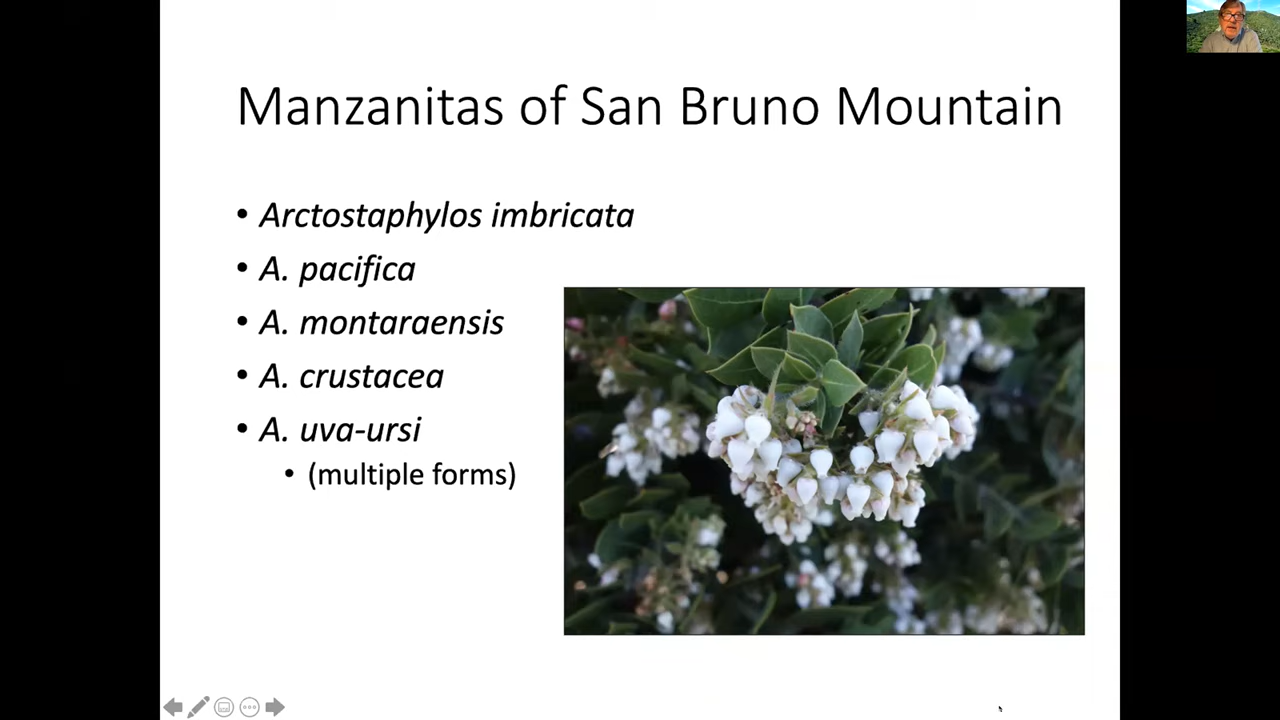 Manzanitas of San Bruno Mountain
• Arctostaphylos imbricata
• A. pacifica
• A. montaraensis
• A. crustacea
• A. uva-ursi
• (multiple forms)